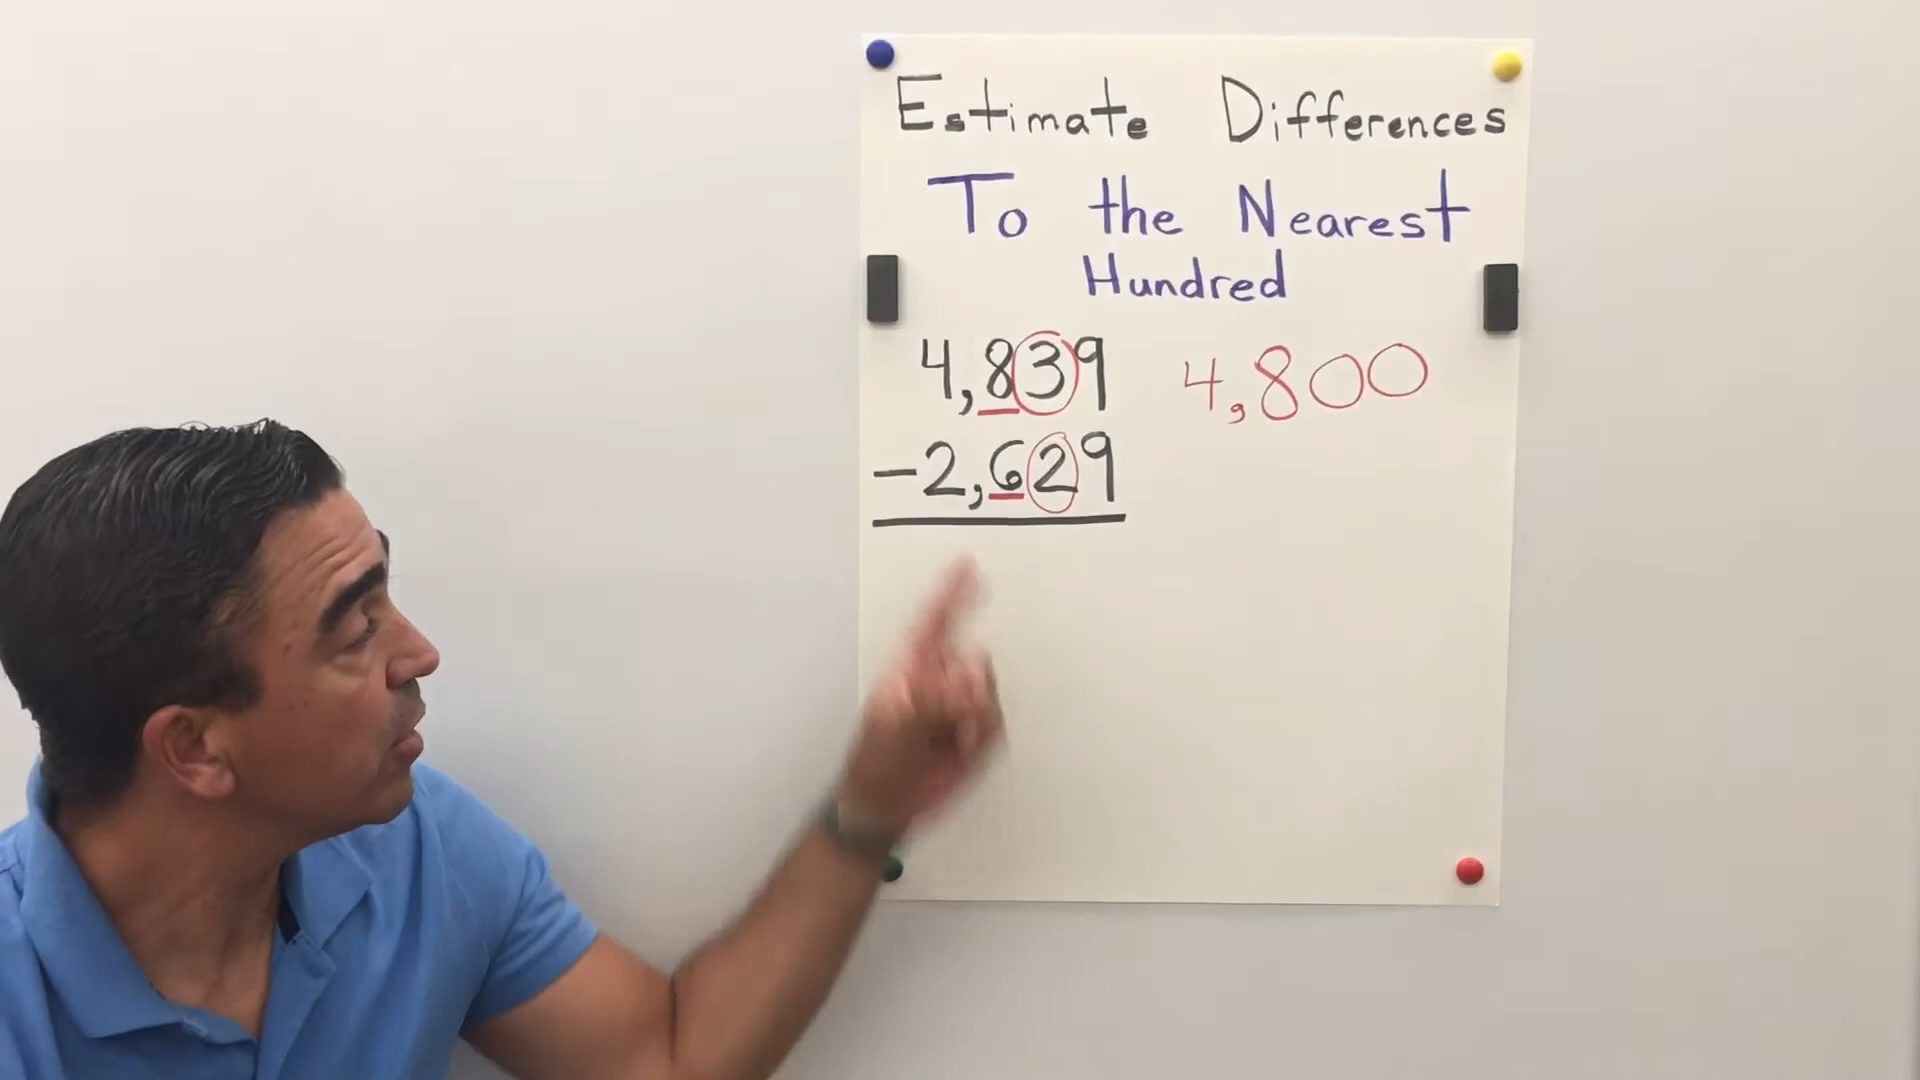 Estimate Differences
To the Nearest
Hundred
4,839 4,800
-2,629